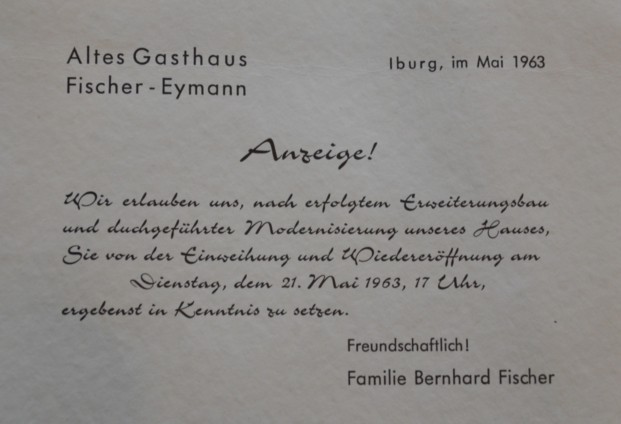 Altes Gasthaus
Fischer - Eymann
Iburg, im Mai 1963
Anzeige!
Wir erlauben uns, nach erfolgtem Erweiterungsbau
und duchgeführter Modernisierung unseres Hauses,
Sie von der Einweihung und Wiedereröffnung am
Dienstag, dem 21. Mai 1963, 17 Uhr,
ergebenst in Kenntnis zu setzen.
Freundschaftlich!
Familie Bernhard Fischer